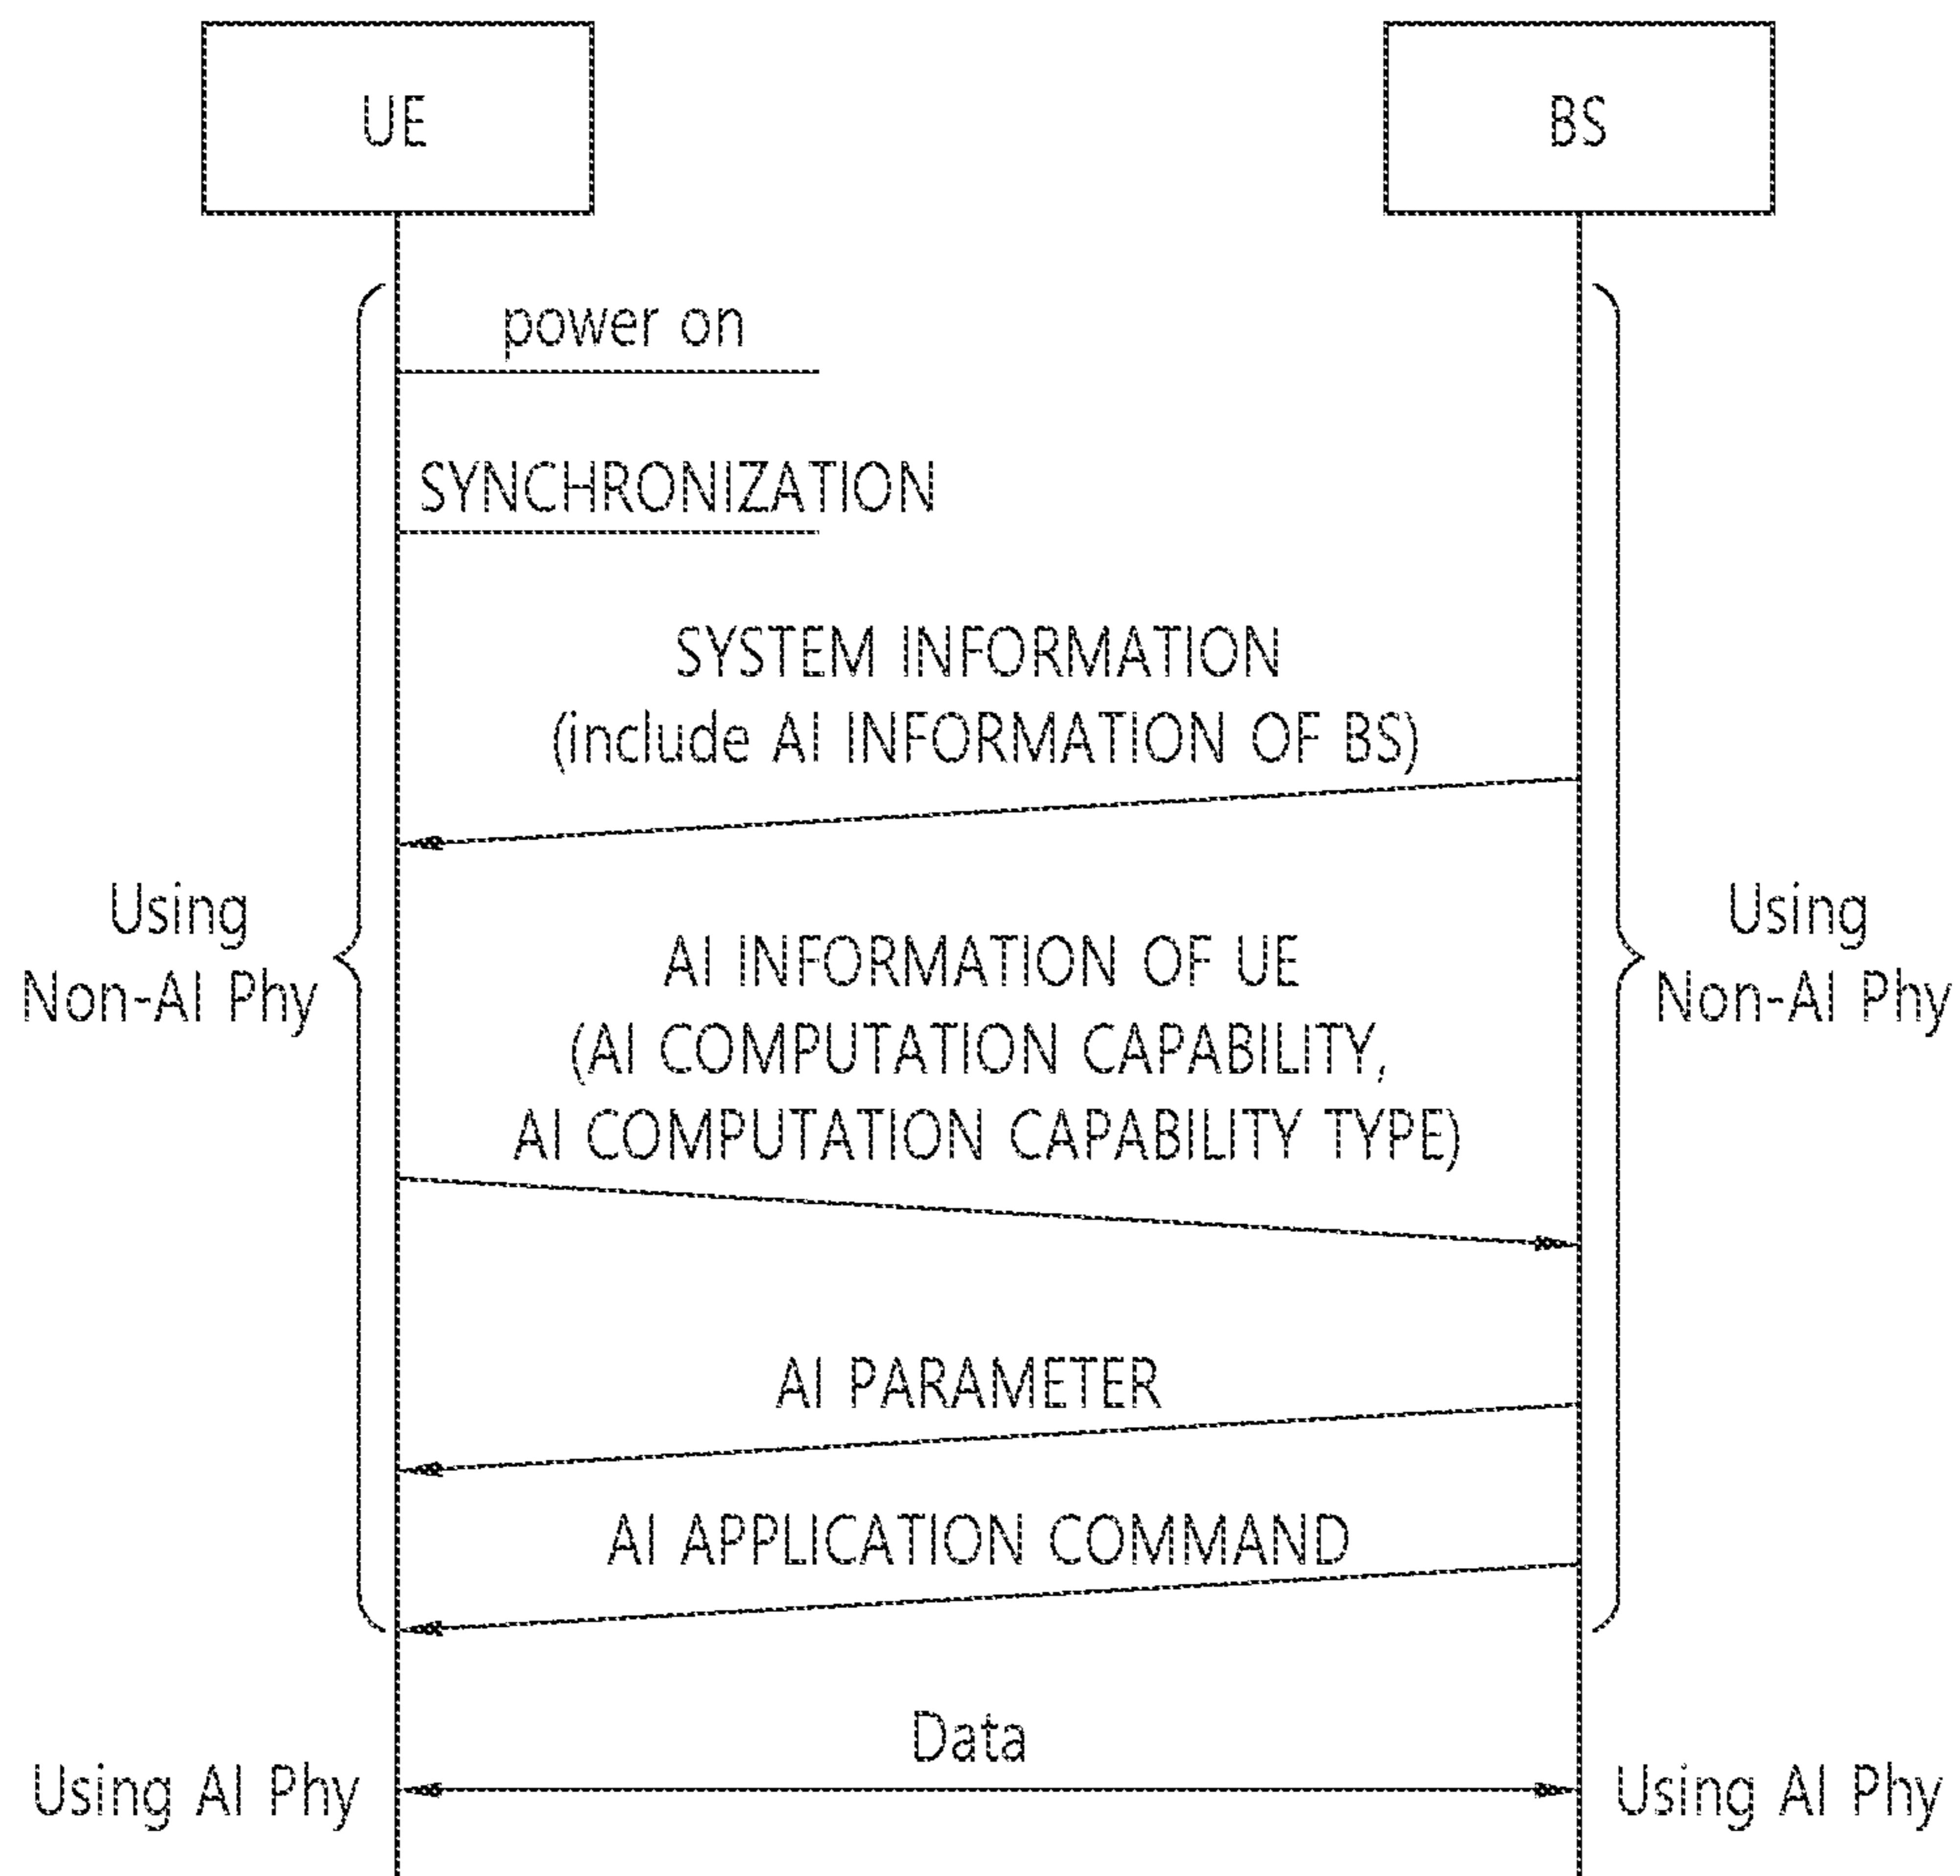 UE
BS
power on
SYNCHRONIZATION
SYSTEM INFORMATION
(include AI INFORMATION OF BS)
Using
Non-AI Phy
AI INFORMATION OF UE
(AI COMPUTATION CAPABILITY,
AI COMPUTATION CAPABILITY TYPE)
Using
Non-AI Phy
AI PARAMETER
AI APPLICATION COMMAND
Data
Using AI Phy
Using AI Phy